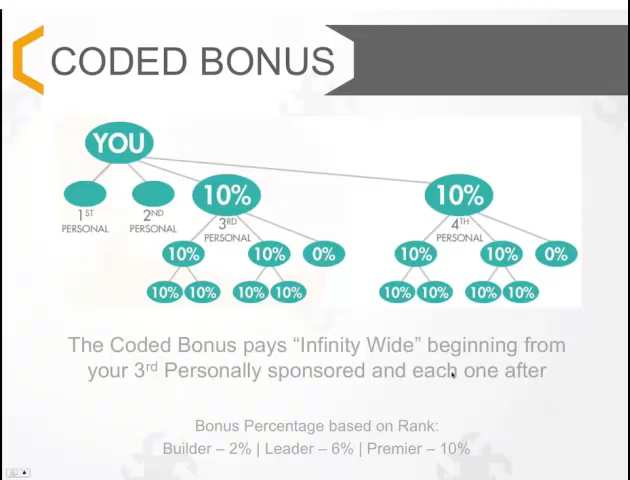 CODED BONUS
YOU
10% 10%
1ST PERSONAL
2ND PERSONAL
3RD PERSONAL
4TH PERSONAL
10% 10% 0% 10% 10% 0%
10% 10% 10% 10% 10% 10% 10% 10%
The Coded Bonus pays “Infinity Wide” beginning from
your 3rd Personally sponsored and each one after
Bonus Percentage based on Rank:
Builder – 2% | Leader – 6% | Premier – 10%